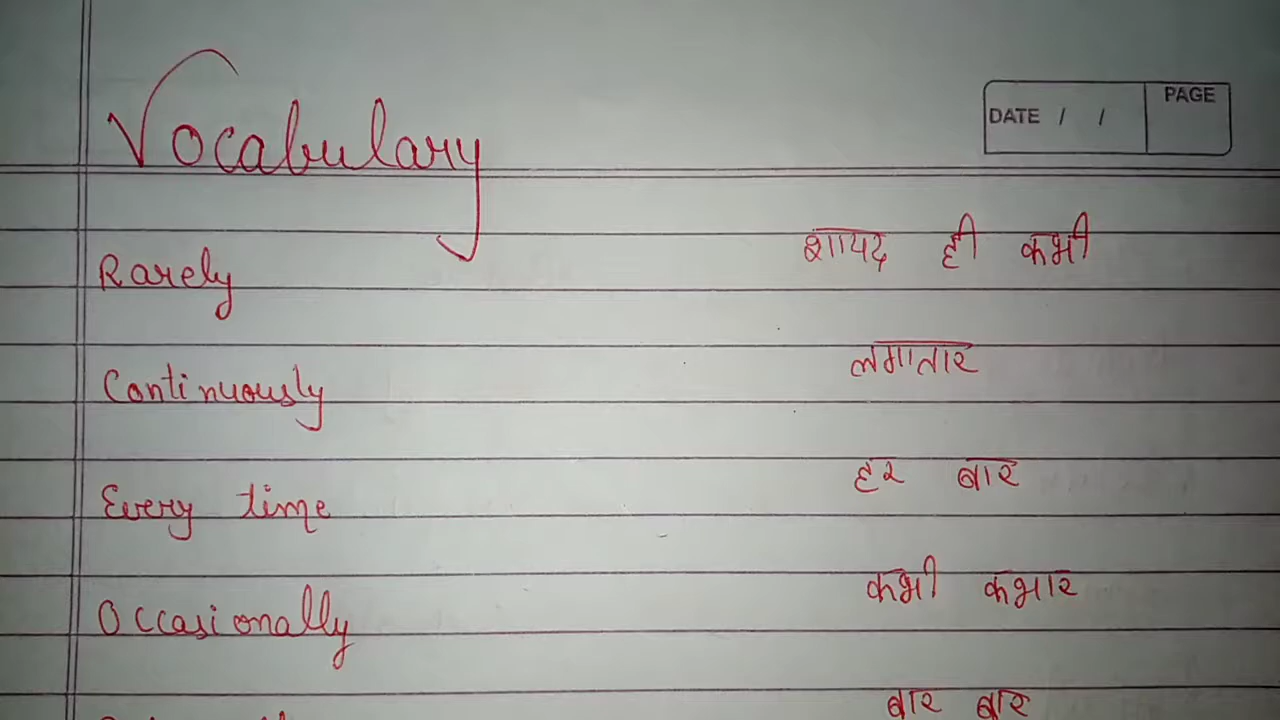 Vocabulary
DATE / / PAGE
Rarely शायद ही कभी
Continuously लगातार
Every time हर बार
Occasionally कभी कभार
बार बार